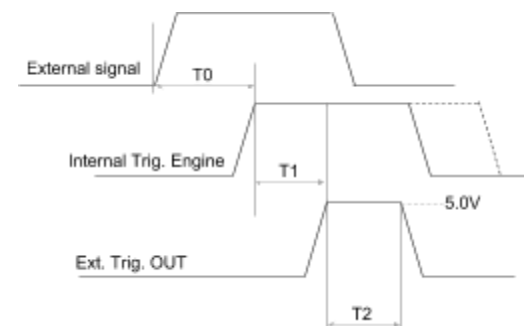 External signal
T0
Internal Trig. Engine
T1
5.0V
Ext. Trig. OUT
T2